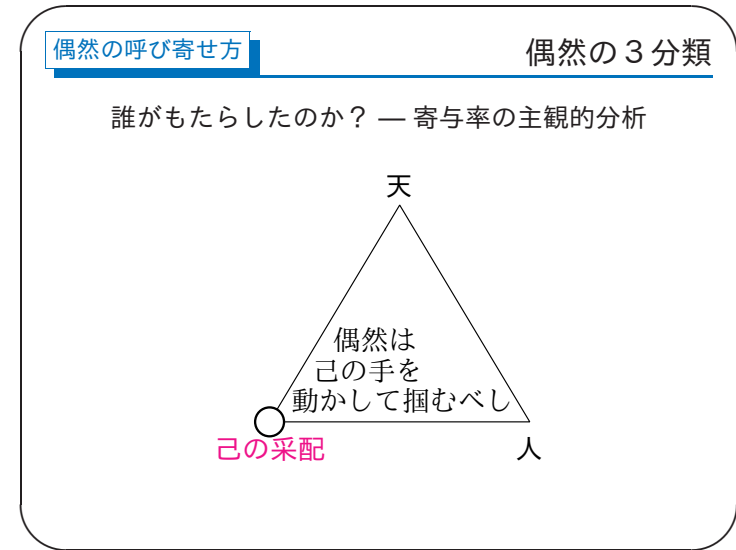 偶然の呼び寄せ方
偶然の3分類
誰がもたらしたのか? — 寄与率の主観的分析
天
偶然は
己の手を
動かして掴むべし
己の采配
人